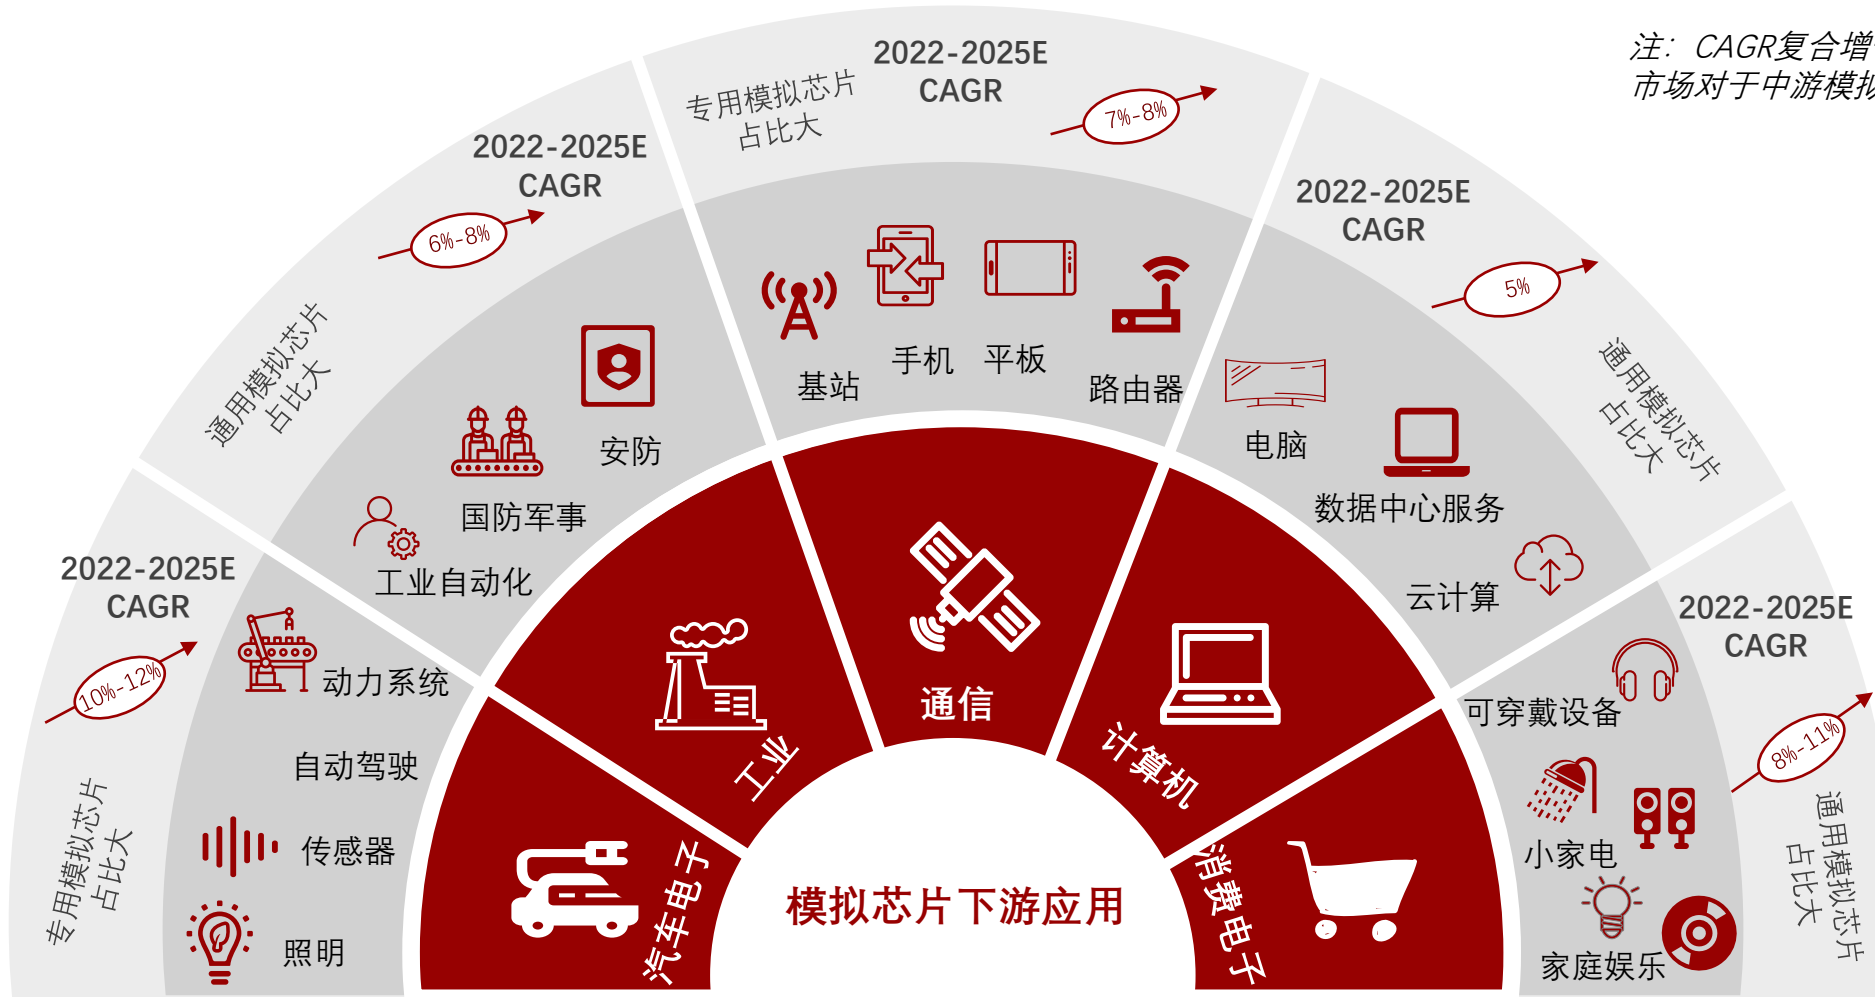 注：CAGR复合增
市场对于中游模拟
2022-2025E
CAGR
10%-12%
专用模拟芯片
占比大
动力系统
自动驾驶
传感器
照明
汽车电子
2022-2025E
CAGR
6%-8%
通用模拟芯片
占比大
安防
国防军事
工业自动化
工业
专用模拟芯片
占比大
2022-2025E
CAGR
7%-8%
基站
手机
平板
路由器
通信
2022-2025E
CAGR
5%
通用模拟芯片
占比大
电脑
数据中心服务
云计算
计算机
2022-2025E
CAGR
8%-11%
通用模拟芯片
占比大
可穿戴设备
小家电
家庭娱乐
消费电子
模拟芯片下游应用